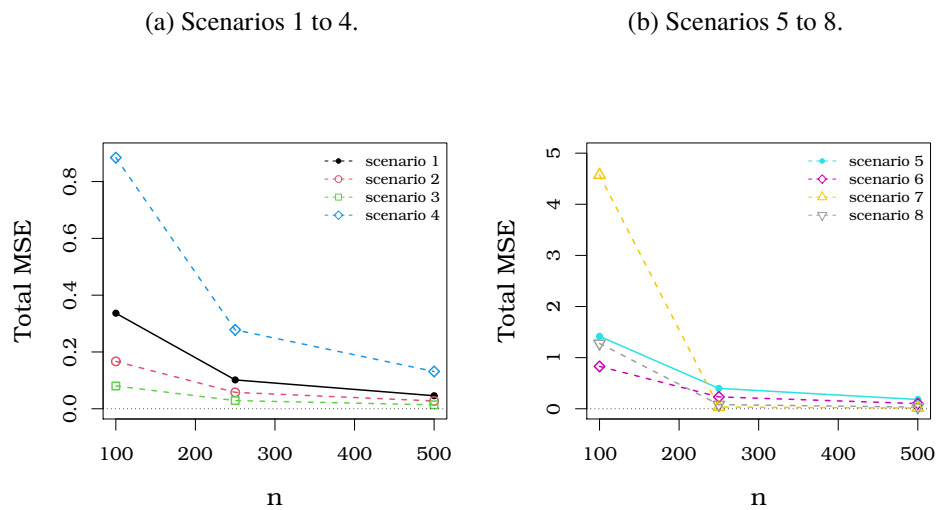 (a) Scenarios 1 to 4.
Total MSE
0.0
0.2
0.4
0.6
0.8
scenario 1
scenario 2
scenario 3
scenario 4
100 200 300 400 500
n
(b) Scenarios 5 to 8.
Total MSE
5
4
3
2
1
0
scenario 5
scenario 6
scenario 7
scenario 8
100 200 300 400 500
n